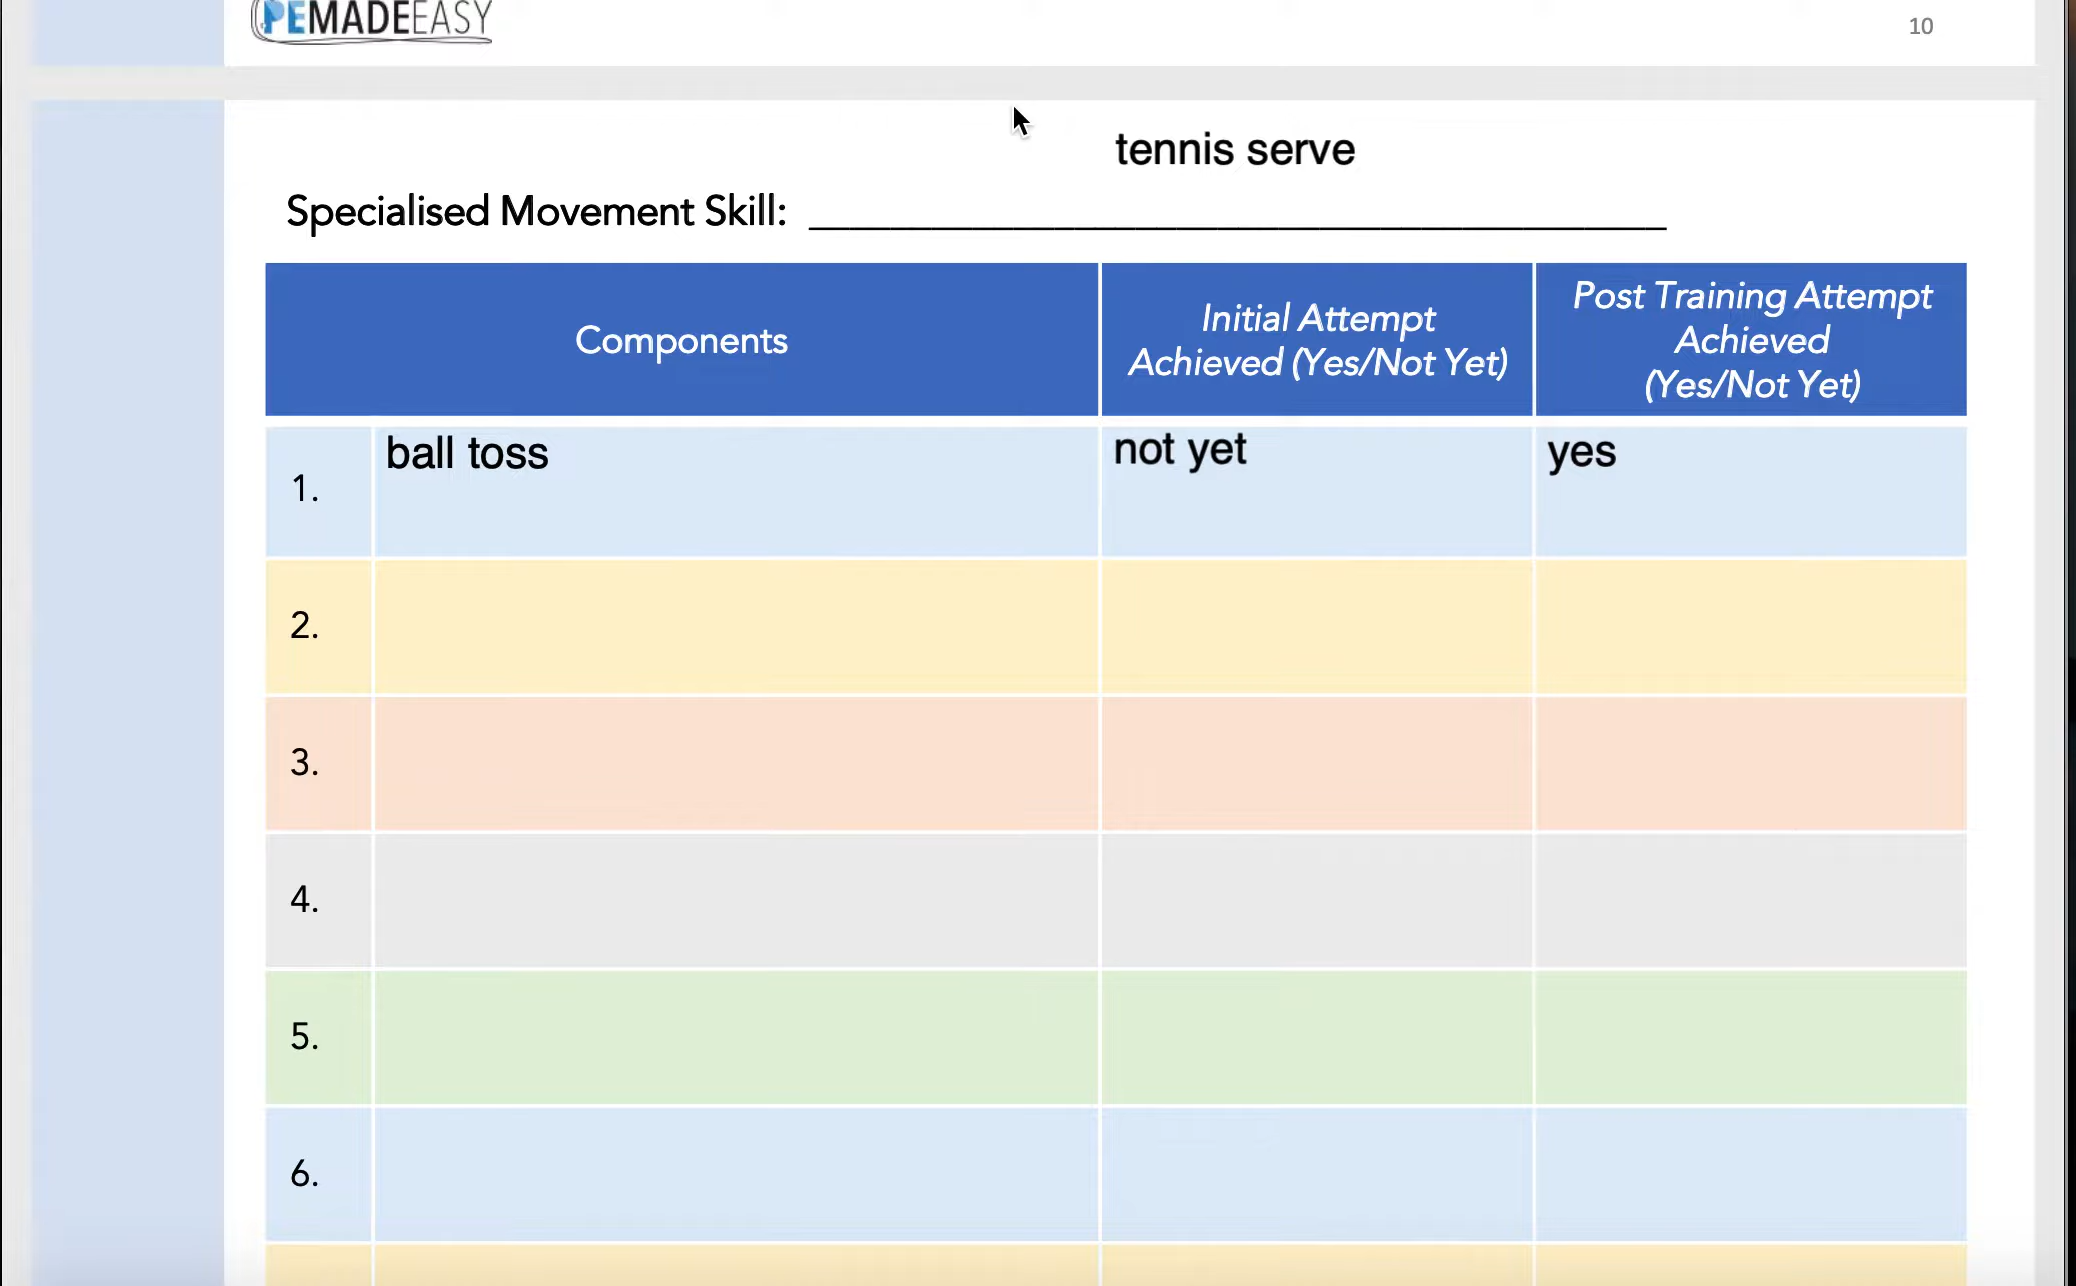 PEMADEEASY
10
tennis serve
Specialised Movement Skill: ___________________________________________
Components
Initial Attempt
Achieved (Yes/Not Yet)
Post Training Attempt
Achieved
(Yes/Not Yet)
1.
ball toss
not yet
yes
2.
3.
4.
5.
6.